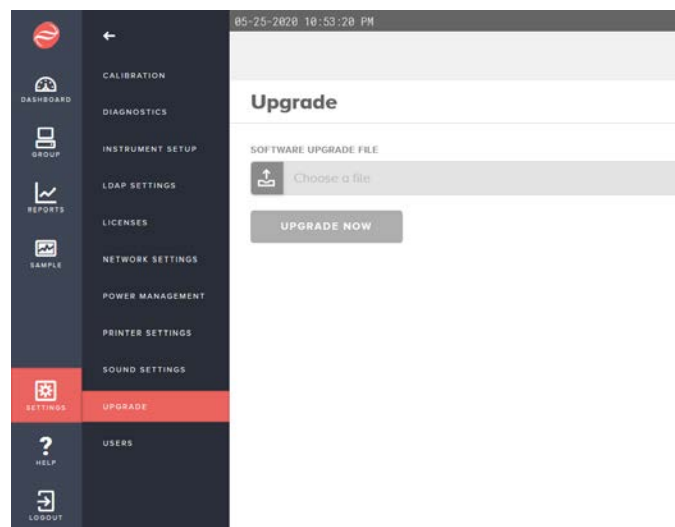 05-25-2020 10:53:20 PM
DASHBOARD
GROUP
REPORTS
SAMPLE
SETTINGS
?
HELP
LOGOUT
CALIBRATION
DIAGNOSTICS
INSTRUMENT SETUP
LDAP SETTINGS
LICENSES
NETWORK SETTINGS
POWER MANAGEMENT
PRINTER SETTINGS
SOUND SETTINGS
UPGRADE
USERS
Upgrade
SOFTWARE UPGRADE FILE
Choose a file
UPGRADE NOW